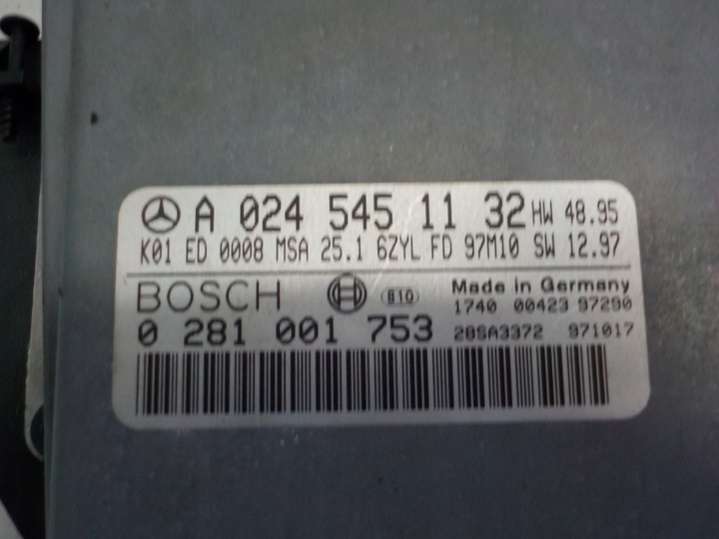 A 024 545 11 32 HW 48.95
K01 ED 0008 MSA 25.1 6ZYL FD 97M10 SW 12.97
BOSCH 610 Made in Germany
1740 00423 97290
0 281 001 753 28SA3372 971017